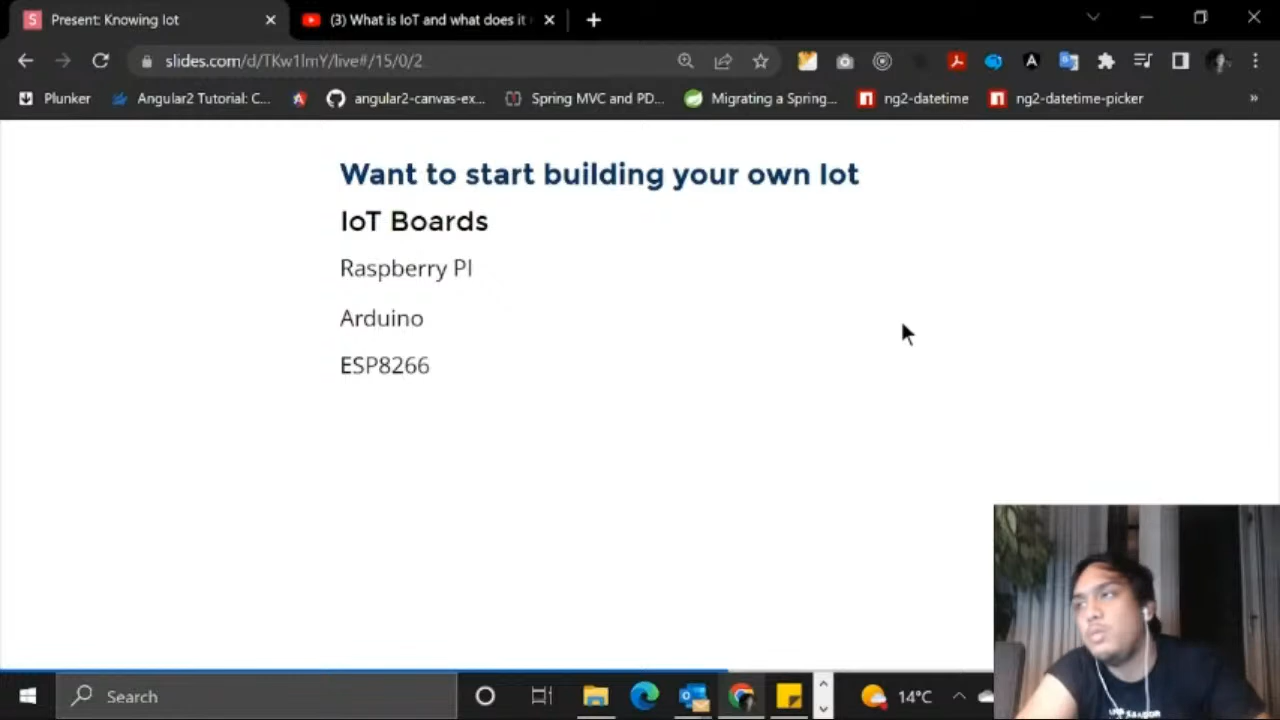 Present: Knowing Iot
(3) What is IoT and what does it
slides.com/d/TKw1lmY/live#/15/0/2
Plunker
Angular2 Tutorial: C...
angular2-canvas-ex...
Spring MVC and PD...
Migrating a Spring...
ng2-datetime
ng2-datetime-picker
Want to start building your own Iot
IoT Boards
Raspberry PI
Arduino
ESP8266
Search
14°C